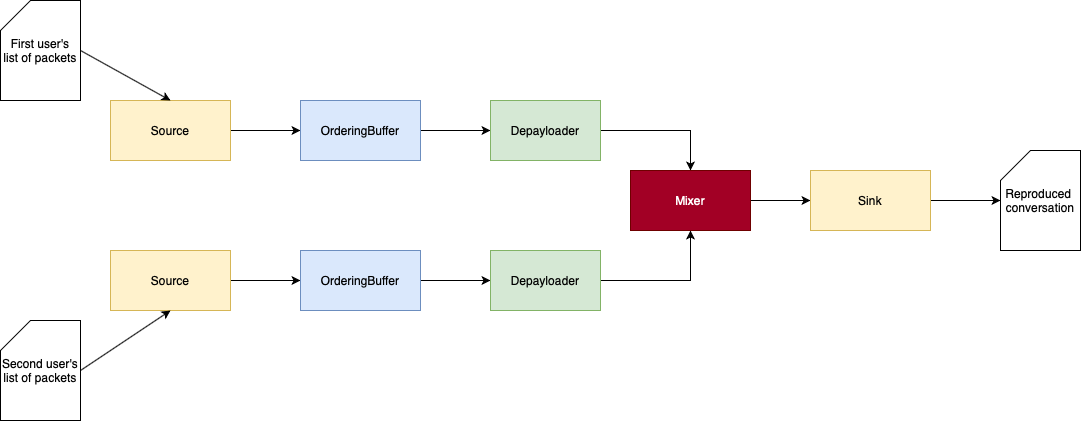 First user's
list of packets
Source
OrderingBuffer
Depayloader
Mixer
Sink
Reproduced
conversation
Source
OrderingBuffer
Depayloader
Second user's
list of packets